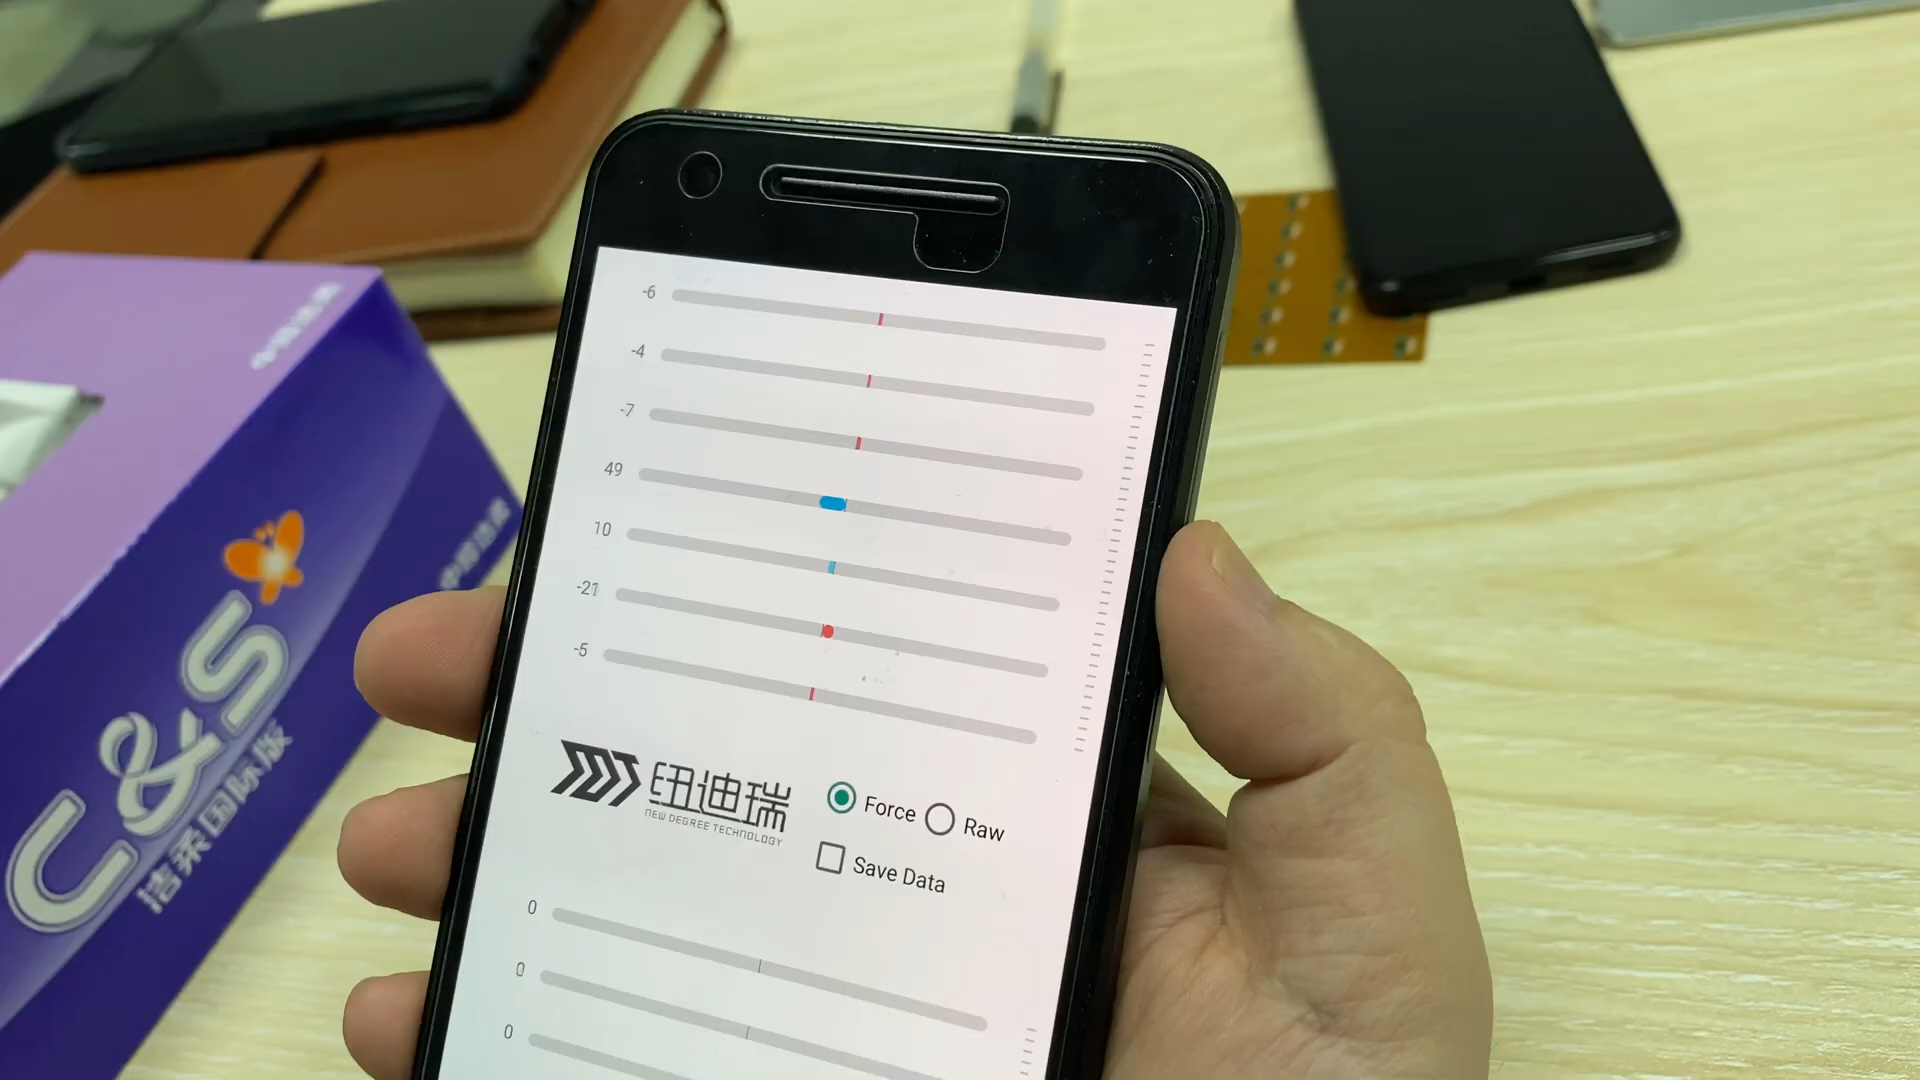 -6
-4
-7
49
10
-21
-5
纽迪瑞
NEW DEGREE TECHNOLOGY
Force
Raw
Save Data
0
0
0
C&S
洁柔国际版